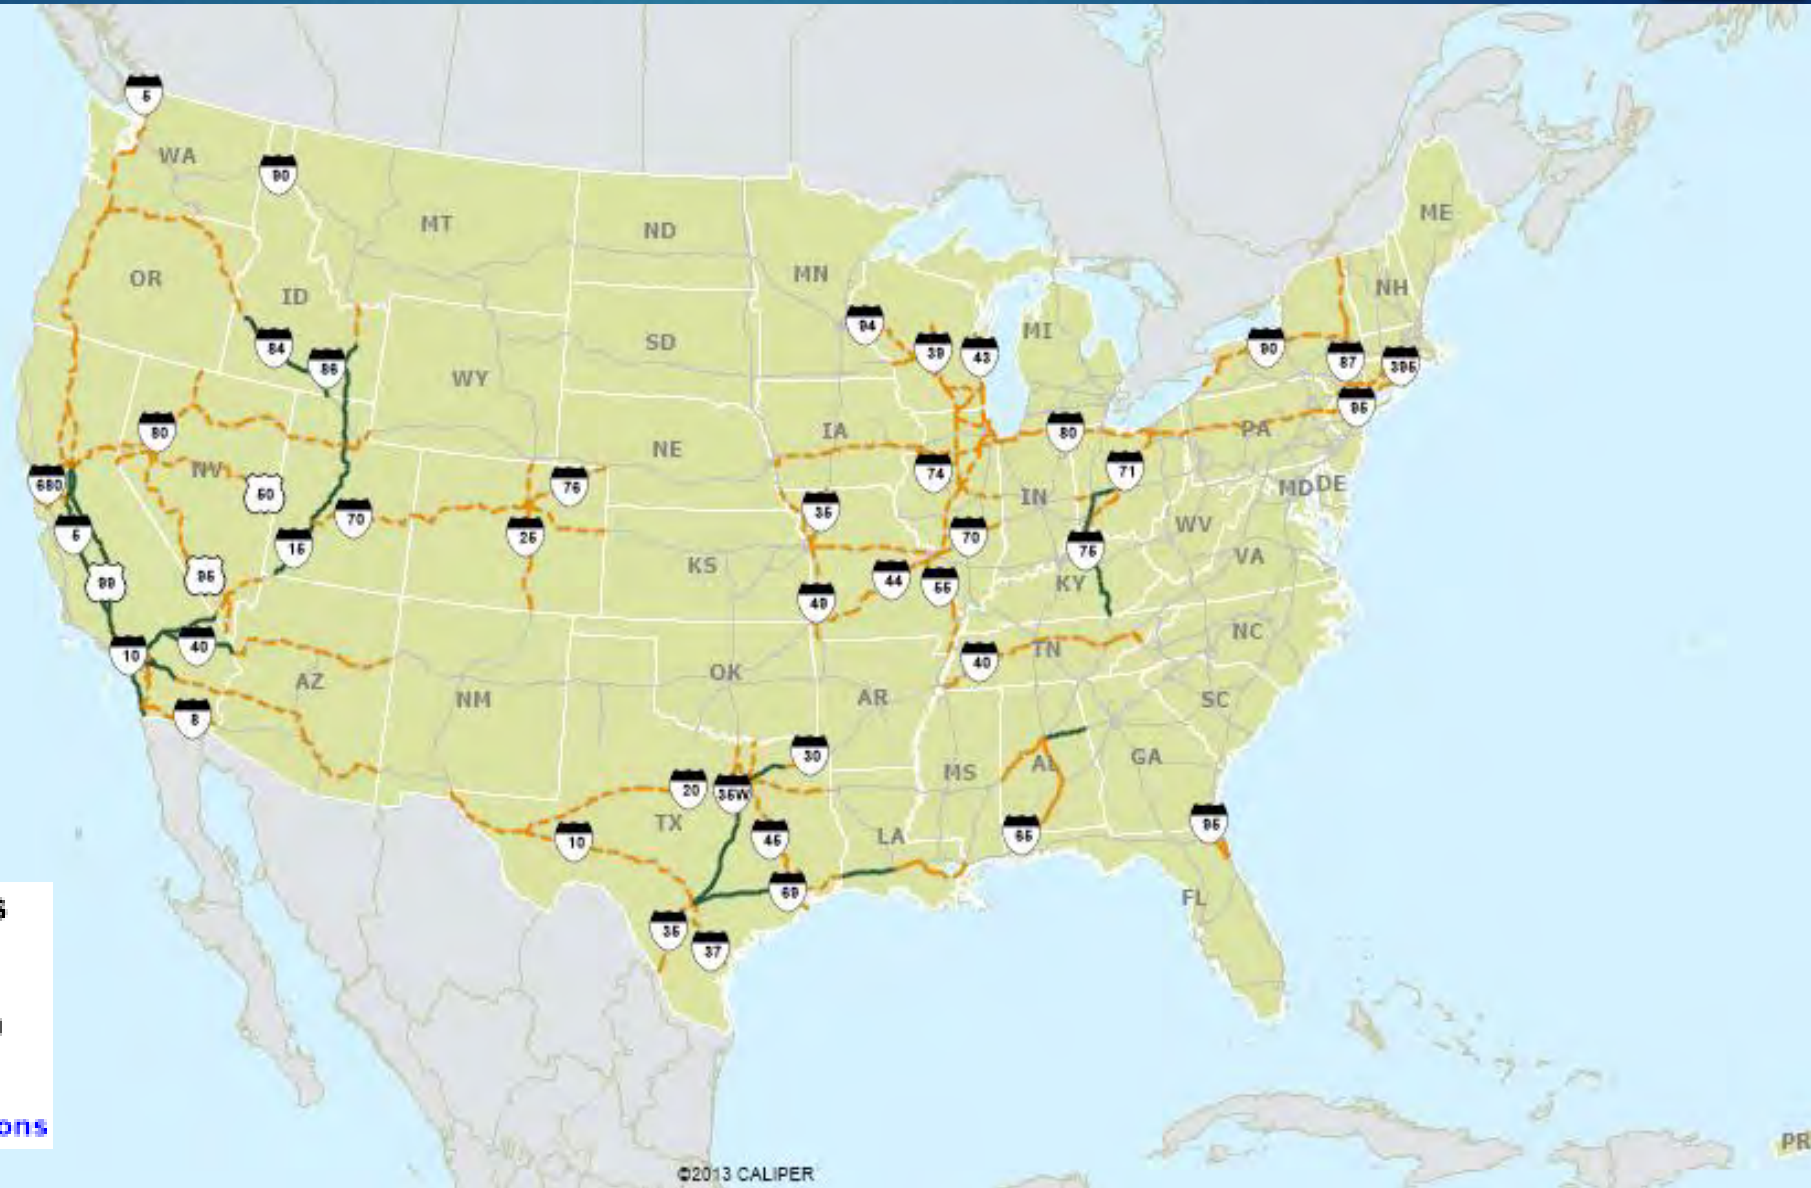 5
WA
90
MT
ND
ME
OR
ID
MN
NH
94
39
43
MI
84
86
SD
90
87
395
WY
95
80
IA
80
PA
NE
NV
74
71
680
50
76
IN
MD
DE
70
35
5
15
25
70
WV
75
VA
KS
KY
99
95
44
55
49
NC
10
40
40
TN
AZ
OK
NM
AR
SC
8
30
MS
AL
GA
20
35W
TX
10
45
LA
65
95
69
FL
35
37
s
ons
PR
©2013 CALIPER